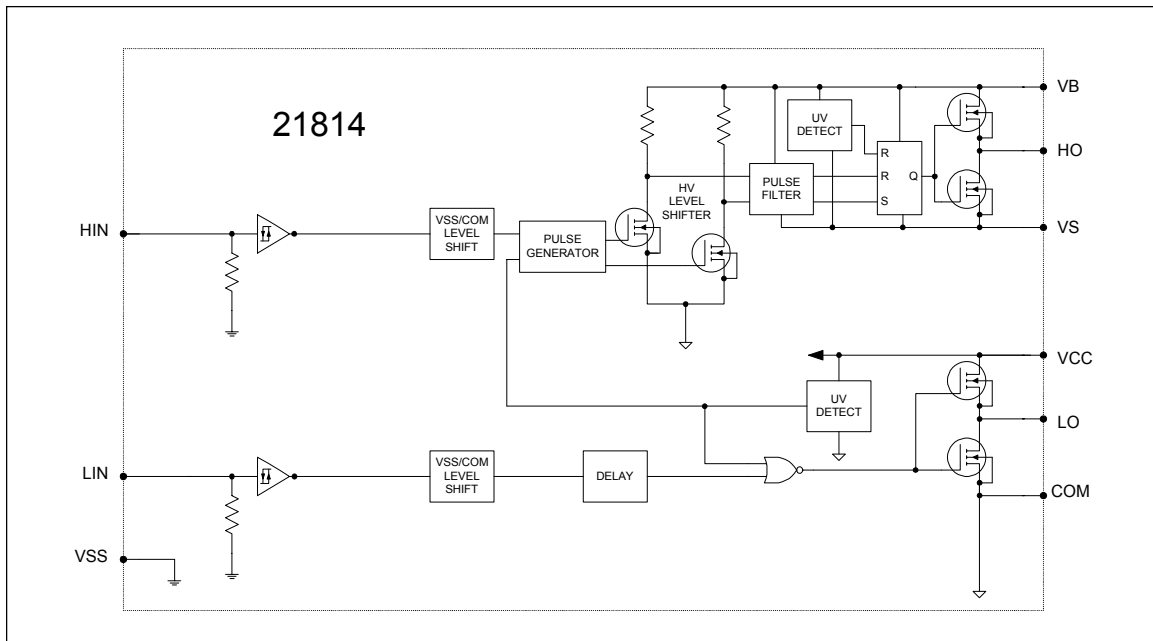 21814
VB
UV
DETECT
R
R
Q
S
HO
HV
LEVEL
SHIFTER
PULSE
FILTER
VS
HIN
VSS/COM
LEVEL
SHIFT
PULSE
GENERATOR
VCC
UV
DETECT
LO
LIN
VSS/COM
LEVEL
SHIFT
DELAY
COM
VSS